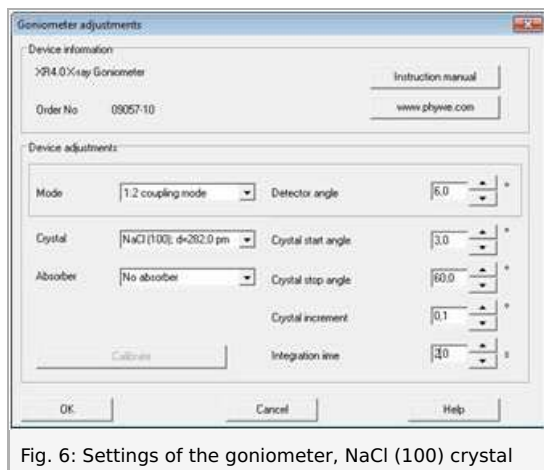 Goniometer adjustments
Device information
XR4.0 X-ray Goniometer
Instruction manual
Order No 09057-10
www.phywe.com
Device adjustments
Mode 1:2 coupling mode Detector angle 6,0 °
Crystal NaCl (100); d=282,0 pm Crystal start angle 3,0 °
Absorber No absorber Crystal stop angle 60,0 °
Crystal increment 0,1 °
Calibrate Integration time 2,0 s
OK Cancel Help
Fig. 6: Settings of the goniometer, NaCl (100) crystal